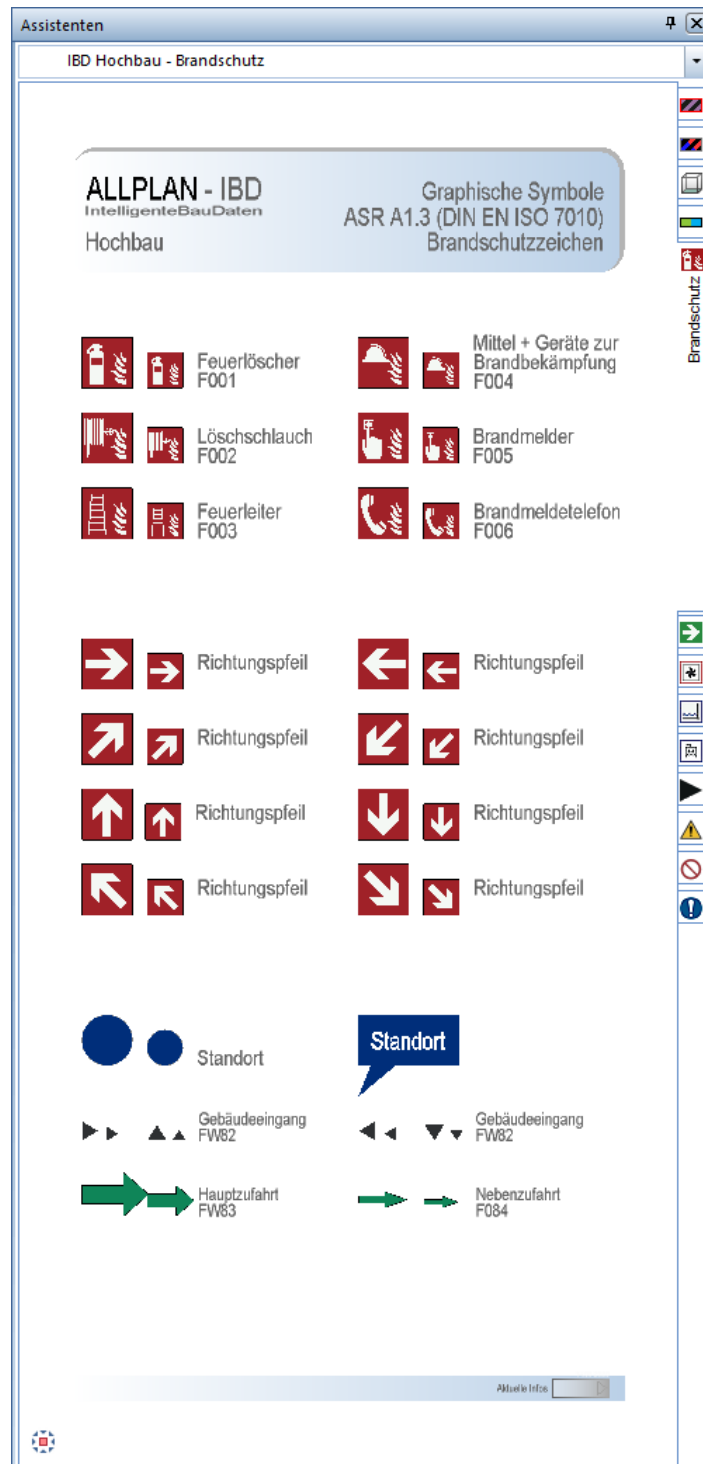 Assistenten
IBD Hochbau - Brandschutz
ALLPLAN - IBD
IntelligenteBauDaten
Hochbau
Graphische Symbole
ASR A1.3 (DIN EN ISO 7010)
Brandschutzzeichen
Brandschutz
Feuerlöscher
F001
Mittel + Geräte zur
Brandbekämpfung
F004
Löschschlauch
F002
Brandmelder
F005
Feuerleiter
F003
Brandmeldetelefon
F006
Richtungspfeil
Richtungspfeil
Richtungspfeil
Richtungspfeil
Richtungspfeil
Richtungspfeil
Richtungspfeil
Richtungspfeil
Standort
Standort
Gebäudeeingang
FW82
Gebäudeeingang
FW82
Hauptzufahrt
FW83
Nebenzufahrt
F084
Aktuelle Infos